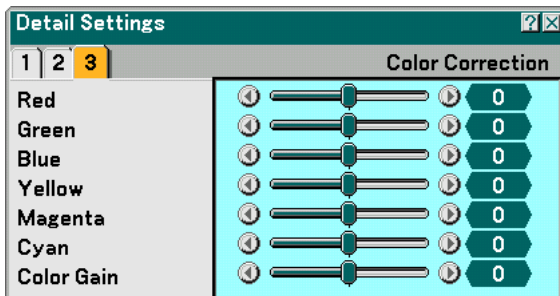 Detail Settings ? X
1 2 3 Color Correction
Red 0
Green 0
Blue 0
Yellow 0
Magenta 0
Cyan 0
Color Gain 0